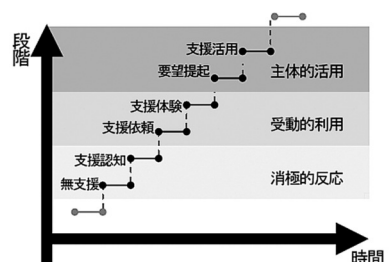 段階
支援活用
要望提起
主体的活用
支援体験
支援依頼
受動的利用
支援認知
無支援
消極的反応
時間